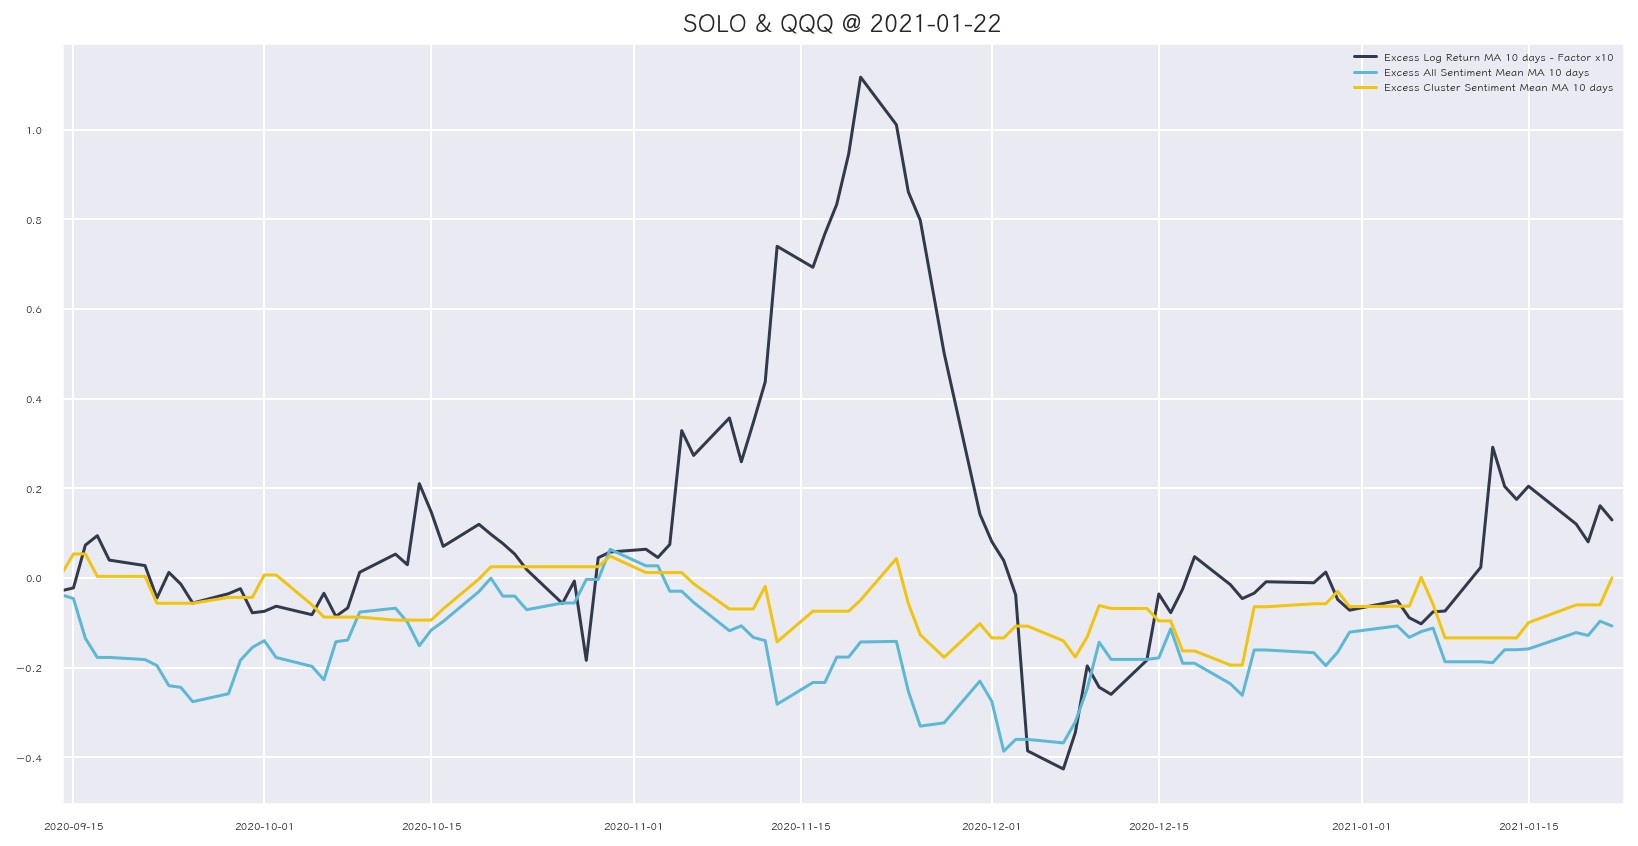 SOLO & QQQ @ 2021-01-22
Excess Log Return MA 10 days - Factor x10
Excess All Sentiment Mean MA 10 days
Excess Cluster Sentiment Mean MA 10 days
1.0
0.8
0.6
0.4
0.2
0.0
−0.2
−0.4
2020-09-15 2020-10-01 2020-10-15 2020-11-01 2020-11-15 2020-12-01 2020-12-15 2021-01-01 2021-01-15